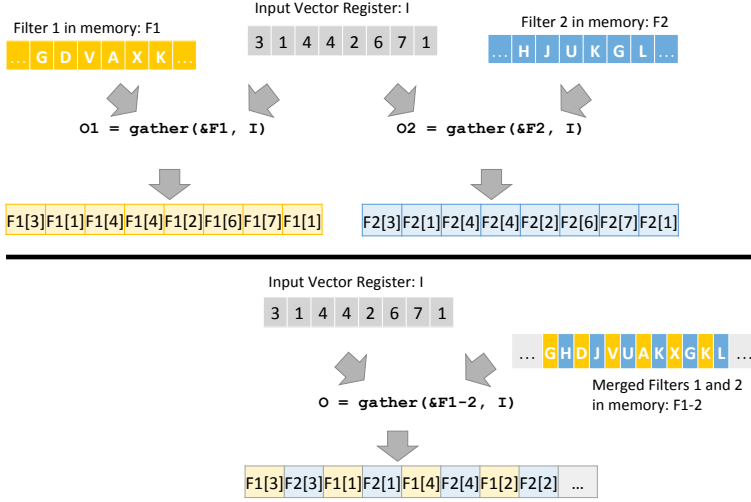 Filter 1 in memory: F1
… G D V A X K …
Input Vector Register: I
3 1 4 4 2 6 7 1
Filter 2 in memory: F2
… H J U K G L …
O1 = gather(&F1, I)
O2 = gather(&F2, I)
F1[3] F1[1] F1[4] F1[4] F1[2] F1[6] F1[7] F1[1]
F2[3] F2[1] F2[4] F2[4] F2[2] F2[6] F2[7] F2[1]
Input Vector Register: I
3 1 4 4 2 6 7 1
… G H D J V U A K X G K L …
Merged Filters 1 and 2
in memory: F1-2
O = gather(&F1-2, I)
F1[3] F2[3] F1[1] F2[1] F1[4] F2[4] F1[2] F2[2] …